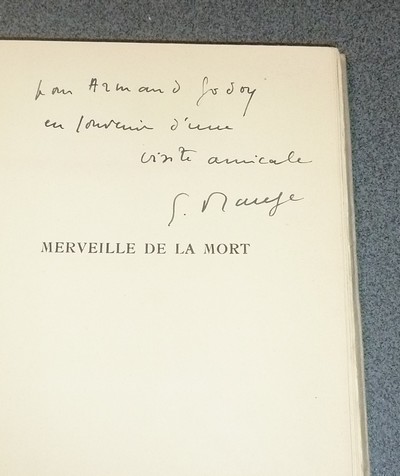 pour Armand Godoy
en souvenir d'une
visite amicale
G.
MERVEILLE DE LA MORT